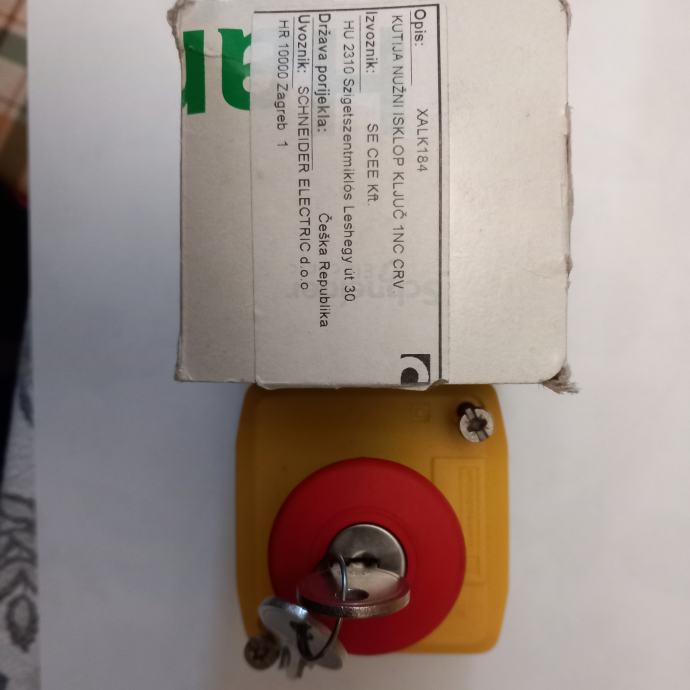 Opis: XALK184
KUTIJA NUŽNI ISKLOP KLJUČ 1NC CRV
Izvoznik: SE CEE Kft.
HU 2310 Szigetszentmiklós Leshegy út 30
Država porijekla: Češka Republika
Uvoznik: SCHNEIDER ELECTRIC d.o.o
HR 10000 Zagreb 1